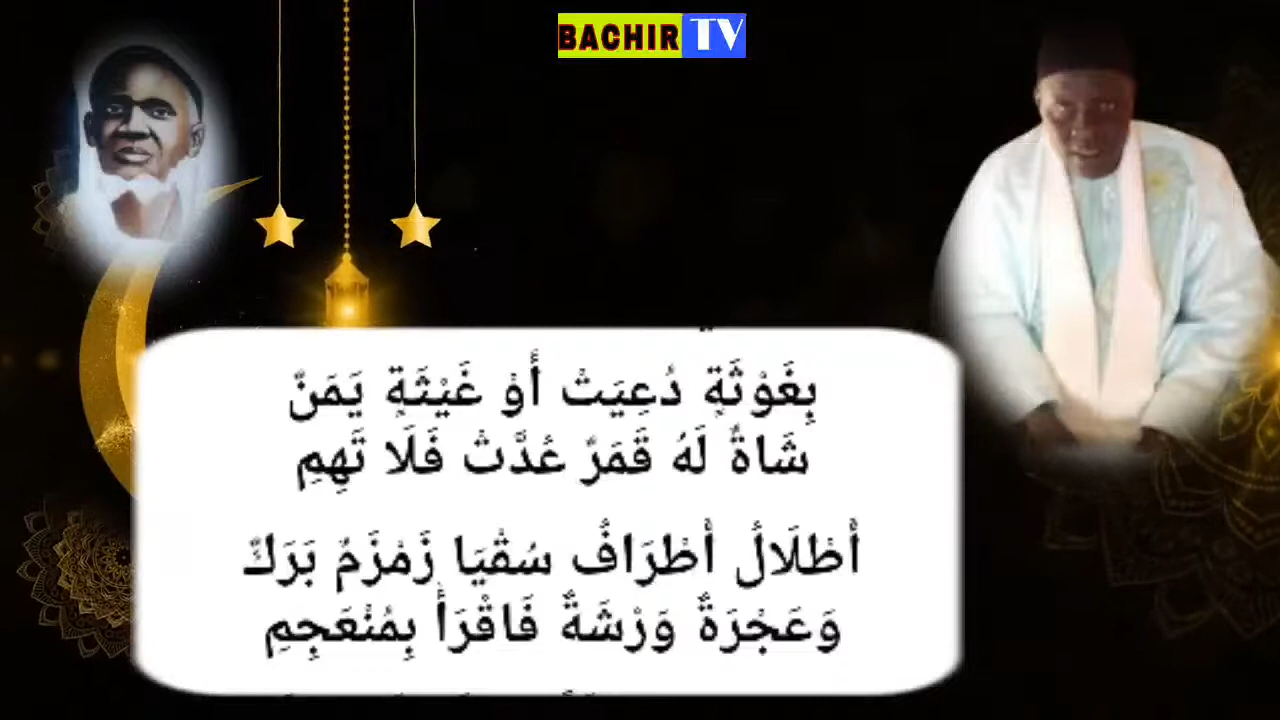 BACHIR TV
بِغَوْثَةٍ دُعِيَتْ أَوْ غَيْثَةٍ يَمَنٌ
شَاةٌ لَهُ قَمَرٌ عُدَّتْ فَلَا تَهِمِ
أَظْلَالُ أَطْرَافُ سُقْيَا زَمْزَمُ بَرَكٌ
وَعَجْرَةٌ وَرْشَةٌ فَاقْرَأْ بِمُنْعَجِمِ